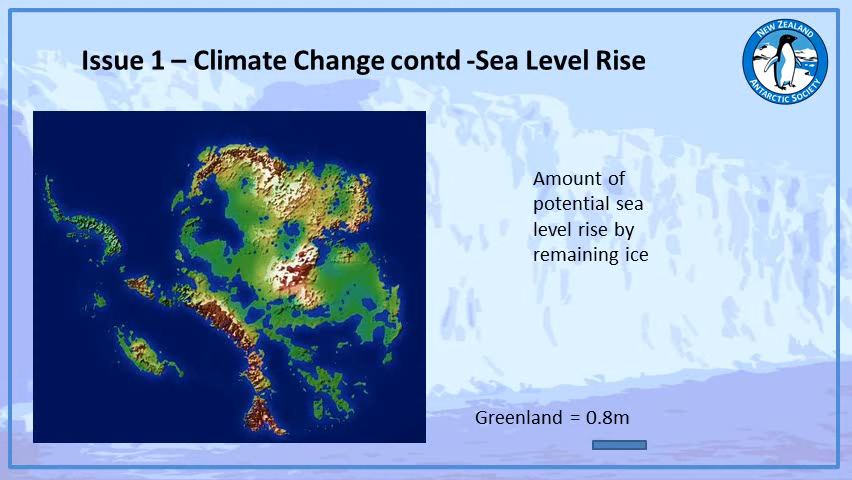 Issue 1 – Climate Change contd -Sea Level Rise
NEW ZEALAND
ANTARCTIC SOCIETY
Amount of
potential sea
level rise by
remaining ice
Greenland = 0.8m